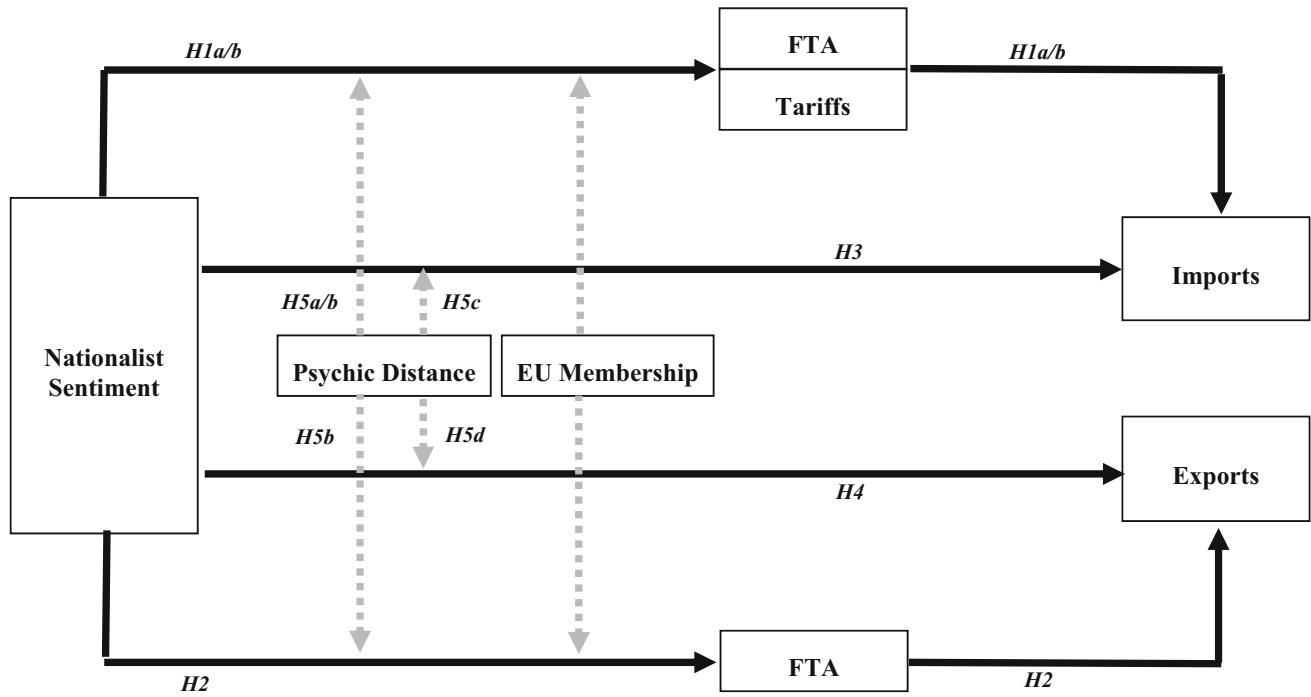 H1a/b
FTA
H1a/b
Tariffs
H3
Imports
H5a/b
H5c
Nationalist
Sentiment
Psychic Distance
EU Membership
H5b
H5d
Exports
H4
FTA
H2
H2